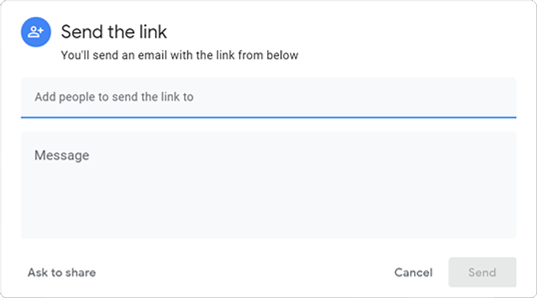 Send the link
You'll send an email with the link from below
Add people to send the link to
Message
Ask to share
Cancel
Send